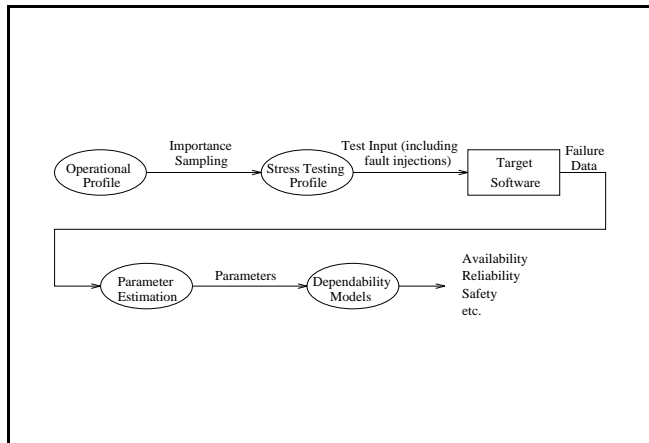 Importance
Sampling
Test Input (including
fault injections)
Failure
Data
Operational
Profile
Stress Testing
Profile
Target
Software
Parameter
Estimation
Parameters
Dependability
Models
Availability
Reliability
Safety
etc.